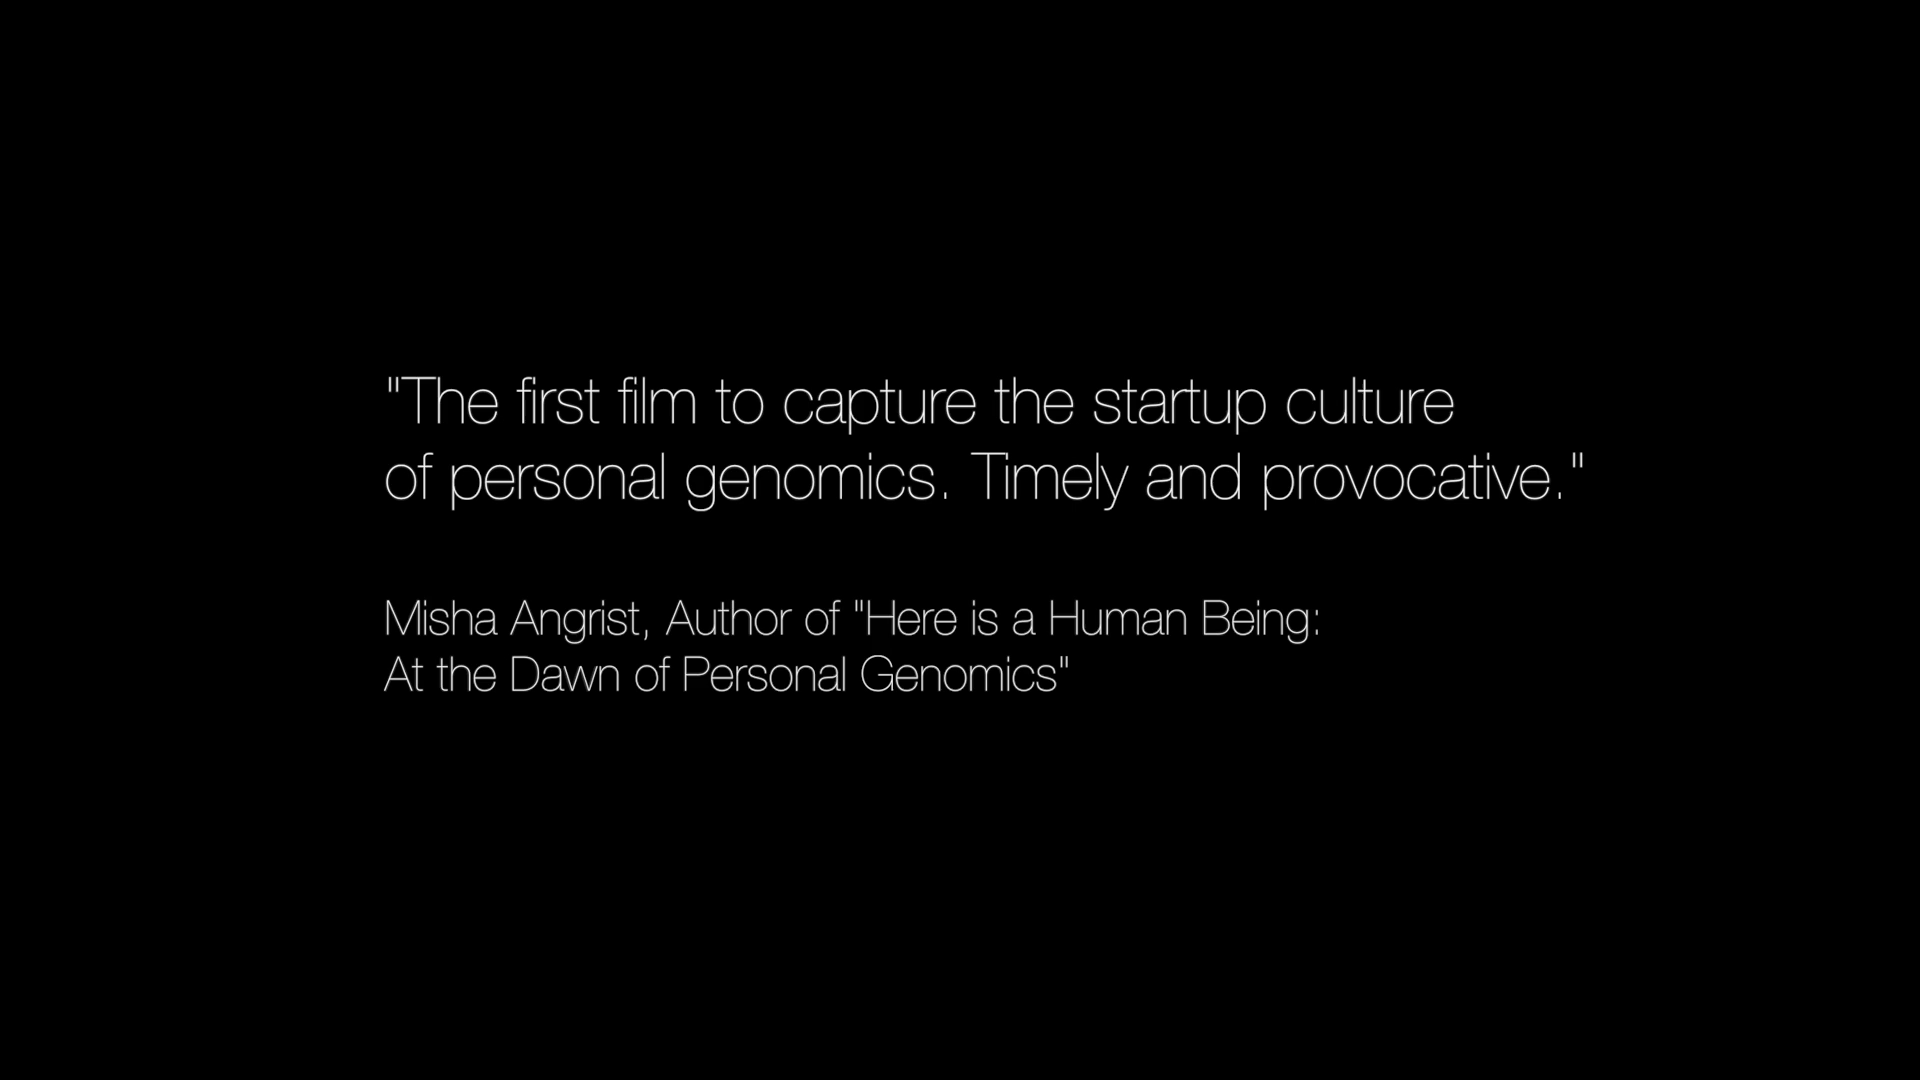 "The first film to capture the startup culture
of personal genomics. Timely and provocative."
Misha Angrist, Author of "Here is a Human Being:
At the Dawn of Personal Genomics"